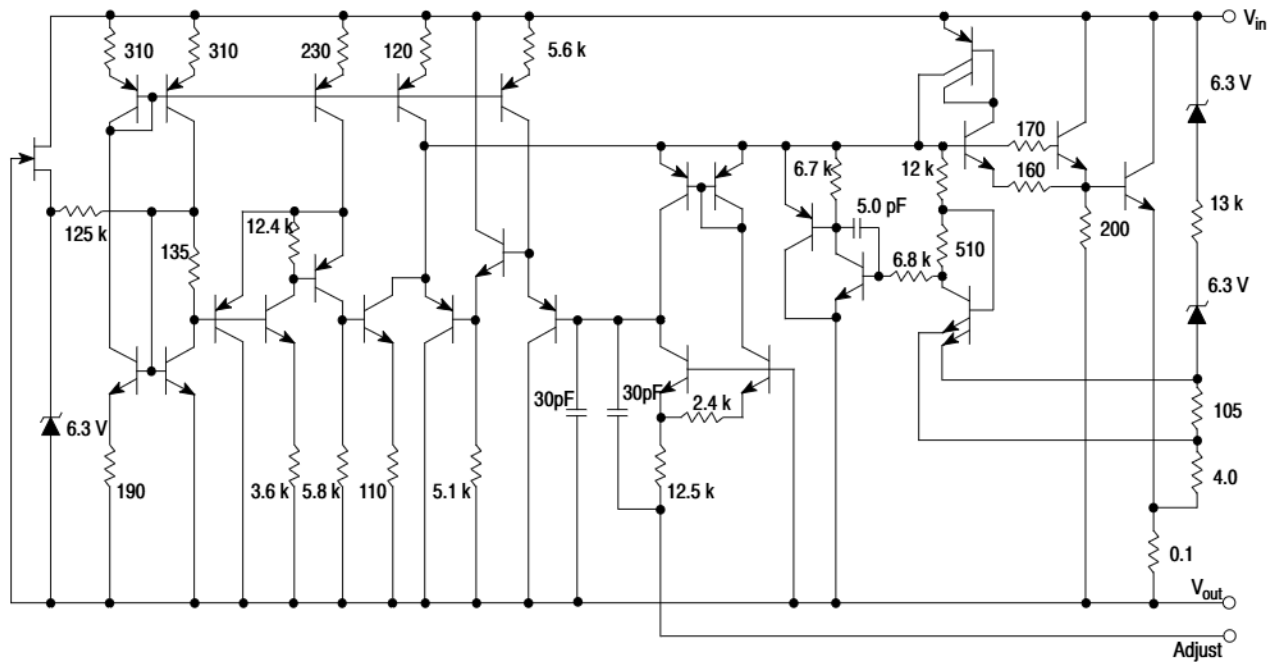 V_in
310
310
230
120
5.6 k
6.3 V
170
160
12 k
6.7 k
5.0 pF
13 k
125 k
12.4 k
135
6.8 k
510
200
6.3 V
30pF
30pF
2.4 k
105
6.3 V
190
3.6 k
5.8 k
110
5.1 k
12.5 k
4.0
0.1
V_out
Adjust